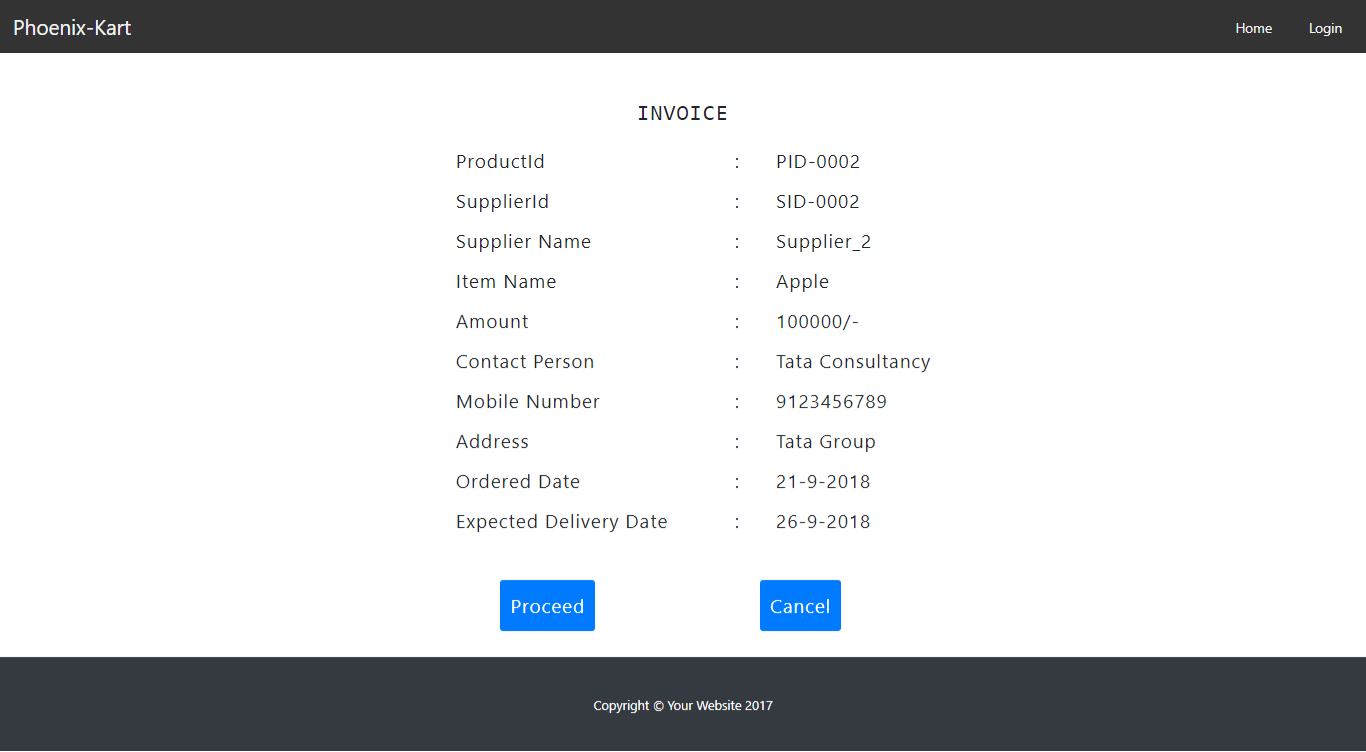 Phoenix-Kart Home Login
INVOICE
ProductId : PID-0002
SupplierId : SID-0002
Supplier Name : Supplier_2
Item Name : Apple
Amount : 100000/-
Contact Person : Tata Consultancy
Mobile Number : 9123456789
Address : Tata Group
Ordered Date : 21-9-2018
Expected Delivery Date : 26-9-2018
Proceed Cancel
Copyright © Your Website 2017